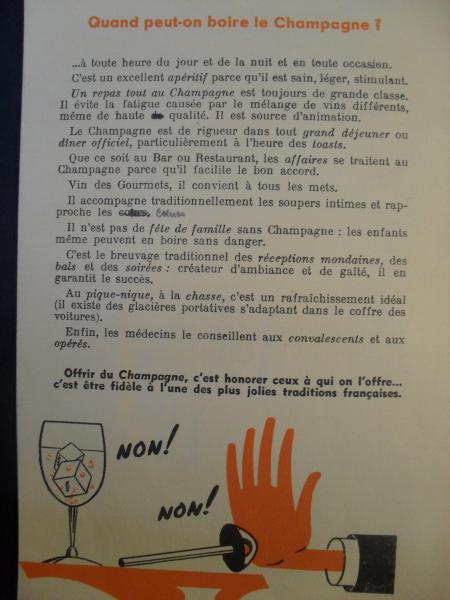 Quand peut-on boire le Champagne ?
...à toute heure du jour et de la nuit et en toute occasion.
C'est un excellent apéritif parce qu'il est sain, léger, stimulant.
Un repas tout au Champagne est toujours de grande classe.
Il évite la fatigue causée par le mélange de vins différents,
même de haute qualité. Il est source d'animation.
Le Champagne est de rigueur dans tout grand déjeuner ou
dîner officiel, particulièrement à l'heure des toasts.
Que ce soit au Bar ou Restaurant, les affaires se traitent au
Champagne parce qu'il facilite le bon accord.
Vin des Gourmets, il convient à tous les mets.
Il accompagne traditionnellement les soupers intimes et rap-
proche les
Il n'est pas de fête de famille sans Champagne : les enfants
même peuvent en boire sans danger.
C'est le breuvage traditionnel des réceptions mondaines, des
bals et des soirées : créateur d'ambiance et de gaîté, il en
garantit le succès.
Au pique-nique, à la chasse, c'est un rafraîchissement idéal
(il existe des glacières portatives s'adaptant dans le coffre des
voitures).
Enfin, les médecins le conseillent aux convalescents et aux
opérés.
Offrir du Champagne, c'est honorer ceux à qui on l'offre...
c'est être fidèle à l'une des plus jolies traditions françaises.
NON!
NON!